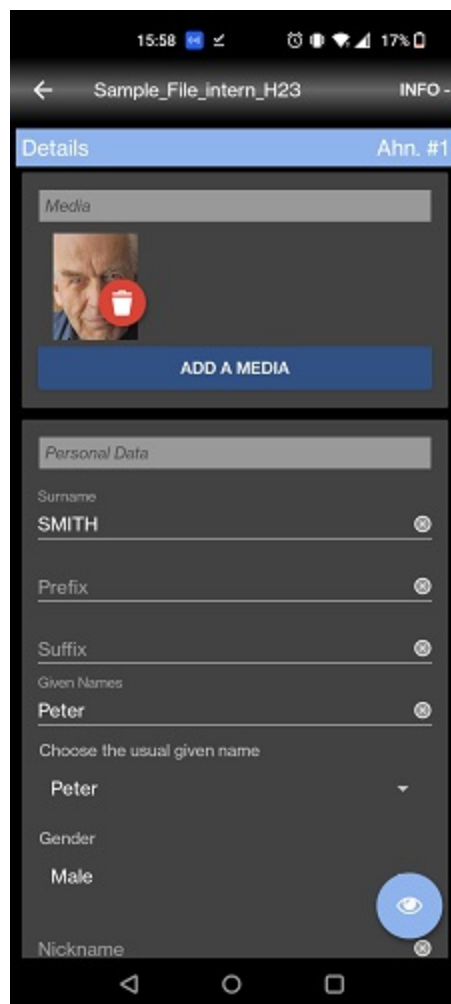 15:58 17%
Sample_File_intern_H23 INFO -
Details Ahn. #1
Media
ADD A MEDIA
Personal Data
Surname
SMITH
Prefix
Suffix
Given Names
Peter
Choose the usual given name
Peter
Gender
Male
Nickname